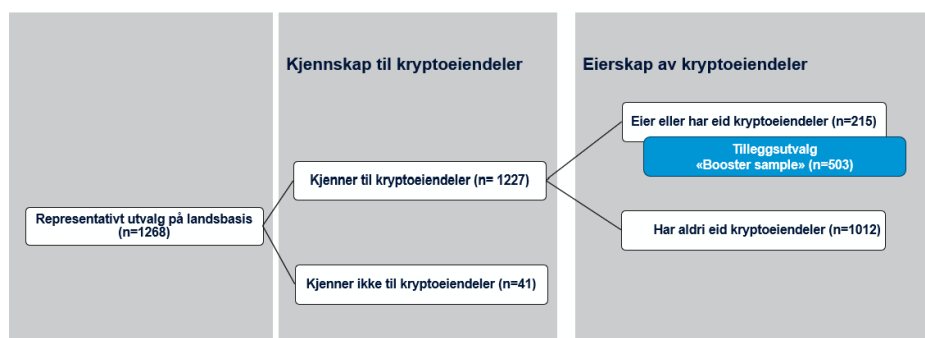 Kjennskap til kryptoeiendeler
Eierskap av kryptoeiendeler
Representativt utvalg på landsbasis
(n=1268)
Kjenner til kryptoeiendeler (n= 1227)
Kjenner ikke til kryptoeiendeler (n=41)
Eier eller har eid kryptoeiendeler (n=215)
Tilleggsutvalg
«Booster sample» (n=503)
Har aldri eid kryptoeiendeler (n=1012)